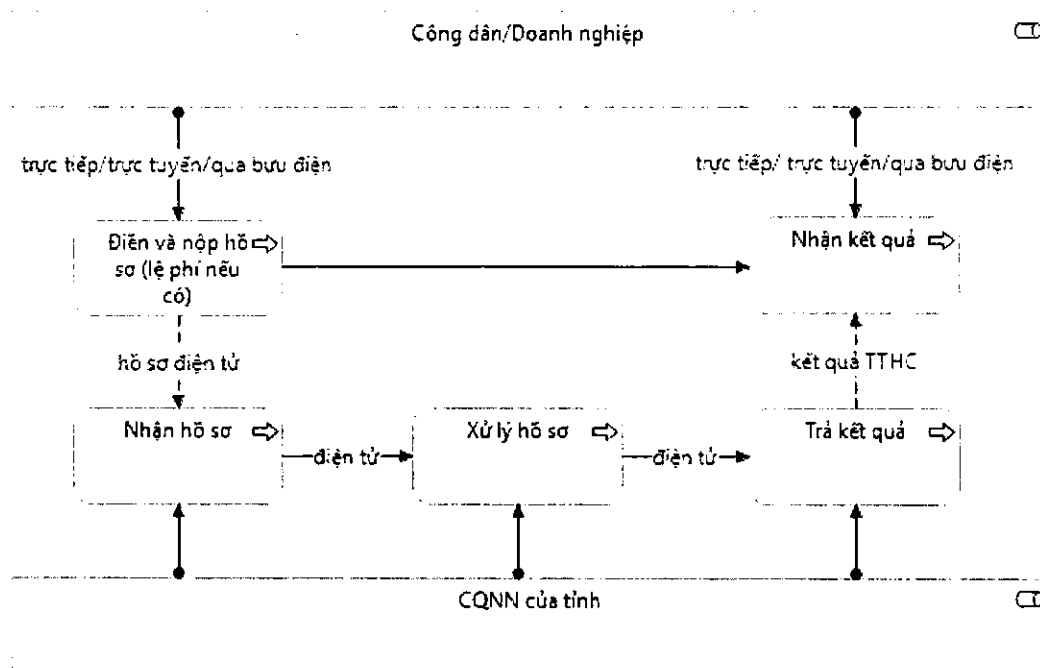 Công dân/Doanh nghiệp
trực tiếp/trực tuyến/qua bưu điện
trực tiếp/ trực tuyến/qua bưu điện
Điền và nộp hồ
sơ (lệ phí nếu
có)
Nhận kết quả
hồ sơ điện tử
kết quả TTHC
Nhận hồ sơ
Xử lý hồ sơ
Trả kết quả
điện tử
điện tử
CQNN của tỉnh